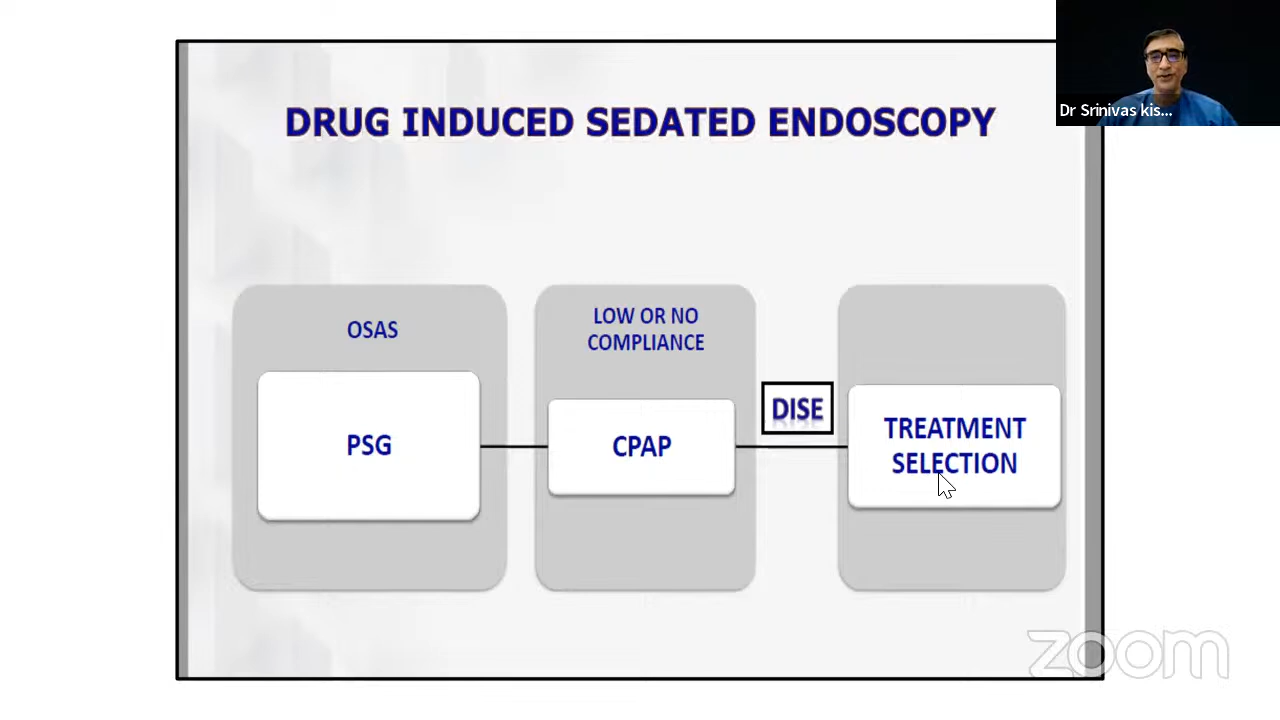 DRUG INDUCED SEDATED ENDOSCOPY
Dr Srinivas kis...
OSAS
PSG
LOW OR NO
COMPLIANCE
CPAP
DISE
TREATMENT
SELECTION
zoom